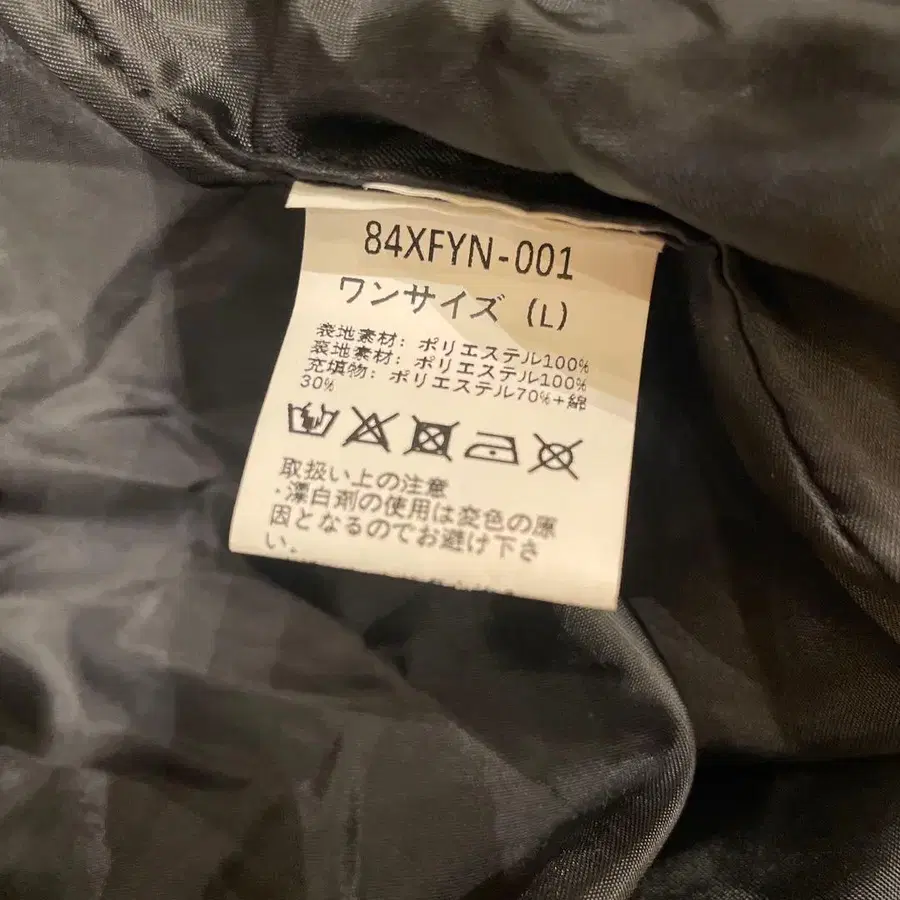 84XFYN-001
ワンサイズ (L)
袋地素材: ポリエステル100%
袋地素材: ポリエステル100%
充填物: ポリエステル70%+綿
30%
取扱い上の注意
・漂白剤の使用は変色の原
因となるのでお避け下さ
い.